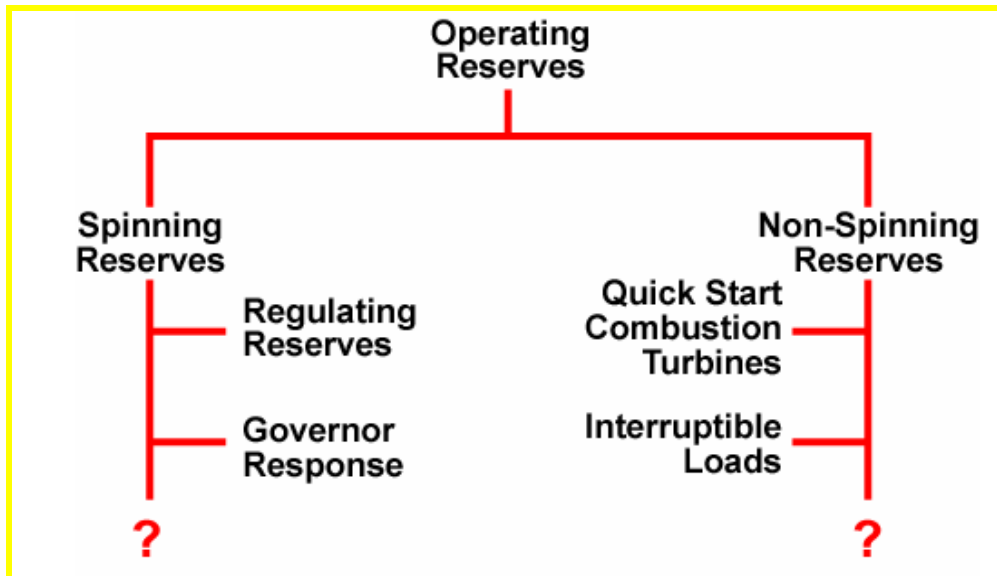 Operating
Reserves
Spinning
Reserves
Non-Spinning
Reserves
Regulating
Reserves
Quick Start
Combustion
Turbines
Governor
Response
Interruptible
Loads
?
?